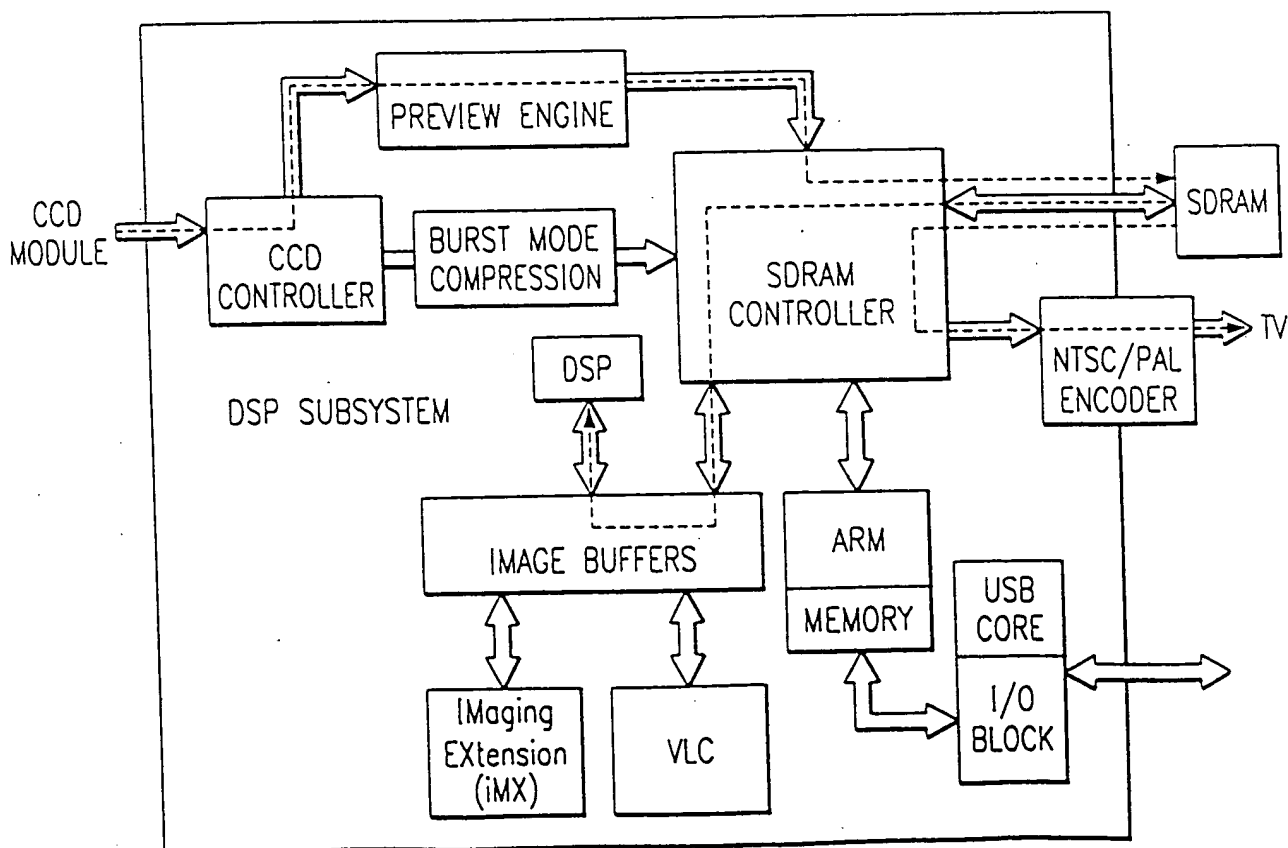 PREVIEW ENGINE
CCD
MODULE
CCD
CONTROLLER
BURST MODE
COMPRESSION
SDRAM
CONTROLLER
SDRAM
NTSC/PAL
ENCODER
TV
DSP
DSP SUBSYSTEM
IMAGE BUFFERS
ARM
MEMORY
USB
CORE
I/O
BLOCK
IMaging
EXtension
(iMX)
VLC